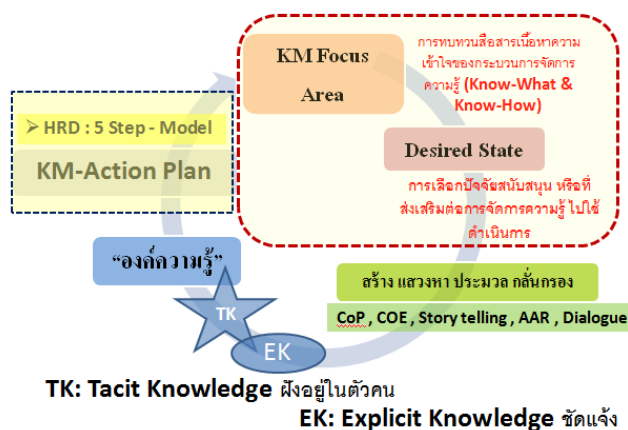 KM Focus
Area
การทบทวนสื่อสารเนื้อหาความ
เข้าใจของกระบวนการจัดการ
ความรู้ (Know-What &
Know-How)
➢ HRD : 5 Step - Model
KM-Action Plan
Desired State
การเลือกปัจจัยสนับสนุน หรือที่
ส่งเสริมต่อการจัดการความรู้ ไปใช้
ดำเนินการ
“องค์ความรู้”
สร้าง แสวงหา ประมวล กลั่นกรอง
CoP , COE , Story telling , AAR , Dialogue
TK
EK
TK: Tacit Knowledge ฝังอยู่ในตัวคน
EK: Explicit Knowledge ชัดแจ้ง